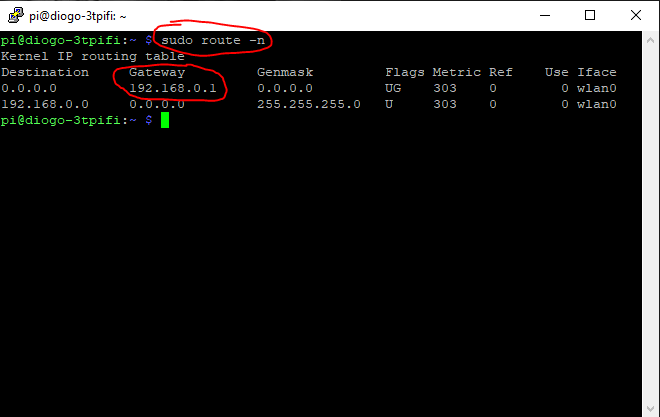 pi@diogo-3tpifi: ~
pi@diogo-3tpifi:~ $ sudo route -n
Kernel IP routing table
Destination     Gateway         Genmask         Flags Metric Ref    Use Iface
0.0.0.0         192.168.0.1     0.0.0.0         UG    303    0        0 wlan0
192.168.0.0     0.0.0.0         255.255.255.0   U     303    0        0 wlan0
pi@diogo-3tpifi:~ $